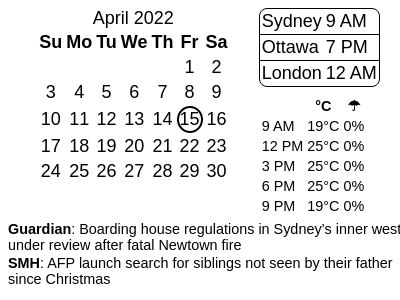 April 2022
Su Mo Tu We Th Fr Sa
1 2
3 4 5 6 7 8 9
10 11 12 13 14 15 16
17 18 19 20 21 22 23
24 25 26 27 28 29 30
Sydney 9 AM
Ottawa 7 PM
London 12 AM
°C ☂
9 AM 19°C 0%
12 PM 25°C 0%
3 PM 25°C 0%
6 PM 25°C 0%
9 PM 19°C 0%
Guardian: Boarding house regulations in Sydney’s inner west
under review after fatal Newtown fire
SMH: AFP launch search for siblings not seen by their father
since Christmas